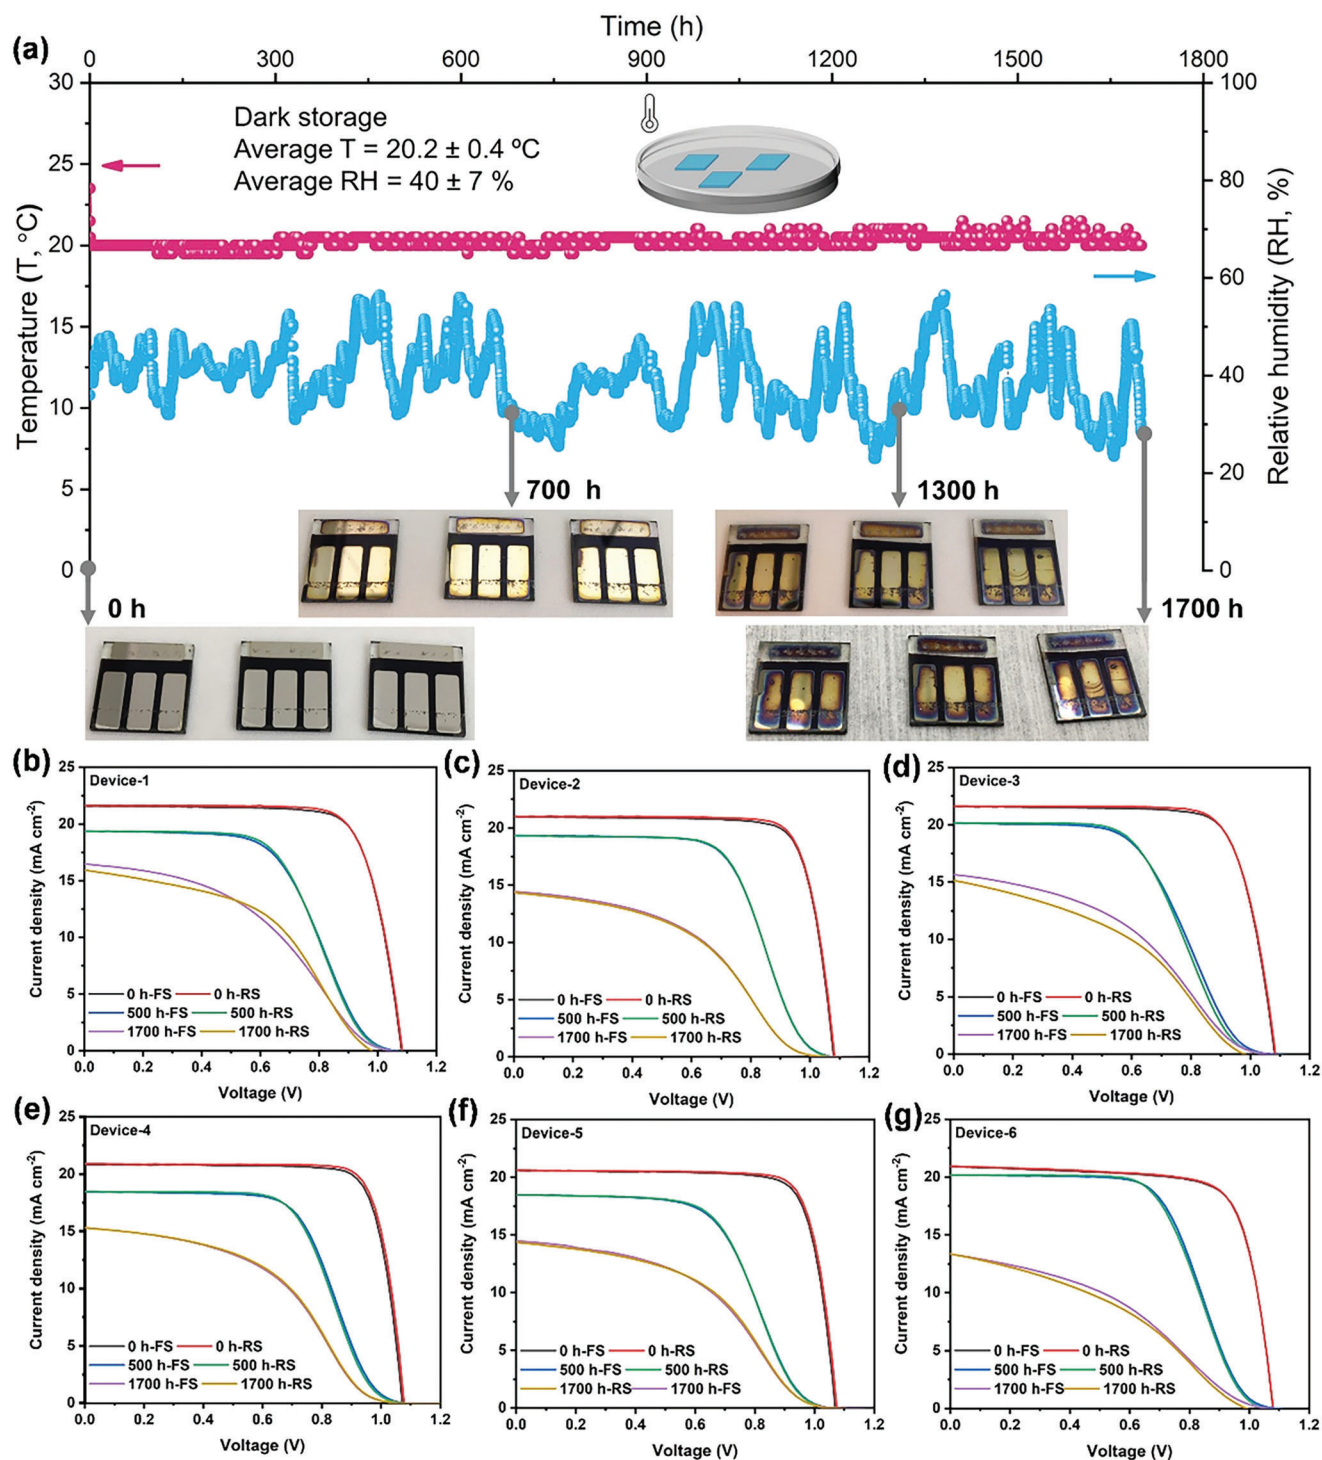 (a)
Time (h)
0 300 600 900 1200 1500 1800
30 25 20 15 10 5 0
Temperature (T, °C)
100 80 60 40 20 0
Relative humidity (RH, %)
Dark storage
Average T = 20.2 ± 0.4 ºC
Average RH = 40 ± 7 %
700 h
1300 h
0 h
1700 h
(b)
Device-1
25 20 15 10 5 0
Current density (mA cm-2)
0 h-FS 0 h-RS
500 h-FS 500 h-RS
1700 h-FS 1700 h-RS
0.0 0.2 0.4 0.6 0.8 1.0 1.2
Voltage (V)
(c)
Device-2
25 20 15 10 5 0
Current density (mA cm-2)
0 h-FS 0 h-RS
500 h-FS 500 h-RS
1700 h-FS 1700 h-RS
0.0 0.2 0.4 0.6 0.8 1.0 1.2
Voltage (V)
(d)
Device-3
25 20 15 10 5 0
Current density (mA cm-2)
0 h-FS 0 h-RS
500 h-FS 500 h-RS
1700 h-FS 1700 h-RS
0.0 0.2 0.4 0.6 0.8 1.0 1.2
Voltage (V)
(e)
Device-4
25 20 15 10 5 0
Current density (mA cm-2)
0 h-FS 0 h-RS
500 h-FS 500 h-RS
1700 h-FS 1700 h-RS
0.0 0.2 0.4 0.6 0.8 1.0 1.2
Voltage (V)
(f)
Device-5
25 20 15 10 5 0
Current density (mA cm-2)
0 h-FS 0 h-RS
500 h-FS 500 h-RS
1700 h-RS 1700 h-FS
0.0 0.2 0.4 0.6 0.8 1.0 1.2
Voltage (V)
(g)
Device-6
25 20 15 10 5 0
Current density (mA cm-2)
0 h-FS 0 h-RS
500 h-FS 500 h-RS
1700 h-FS 1700 h-RS
0.0 0.2 0.4 0.6 0.8 1.0 1.2
Voltage (V)